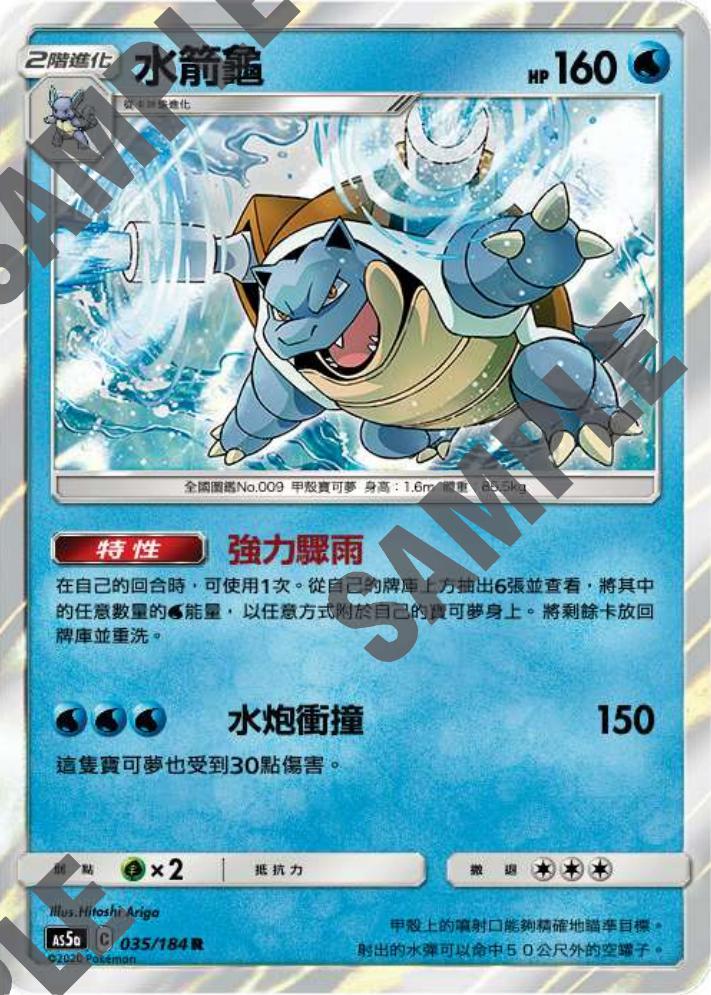 2階進化 水箭龜 HP 160
進化
SAMPLE
全國圖鑑No.009 甲殼寶可夢 身高:1.6m 體重:85.5kg
SAMPLE
特性 強力驟雨
在自己的回合時,可使用1次。從自己的牌庫上方抽出6張並查看,將其中
的任意數量的能量,以任意方式附於自己的寶可夢身上。將剩餘卡放回
牌庫並重洗。
水炮衝撞 150
這隻寶可夢也受到30點傷害。
弱點 ×2 抵抗力 撤退
Illus.Hitoshi Ariga
AS5a C 035/184 R
©2020 Pokémon
甲殼上的噴射口能夠精確地瞄準目標。
射出的水彈可以命中50公尺外的空罐子。